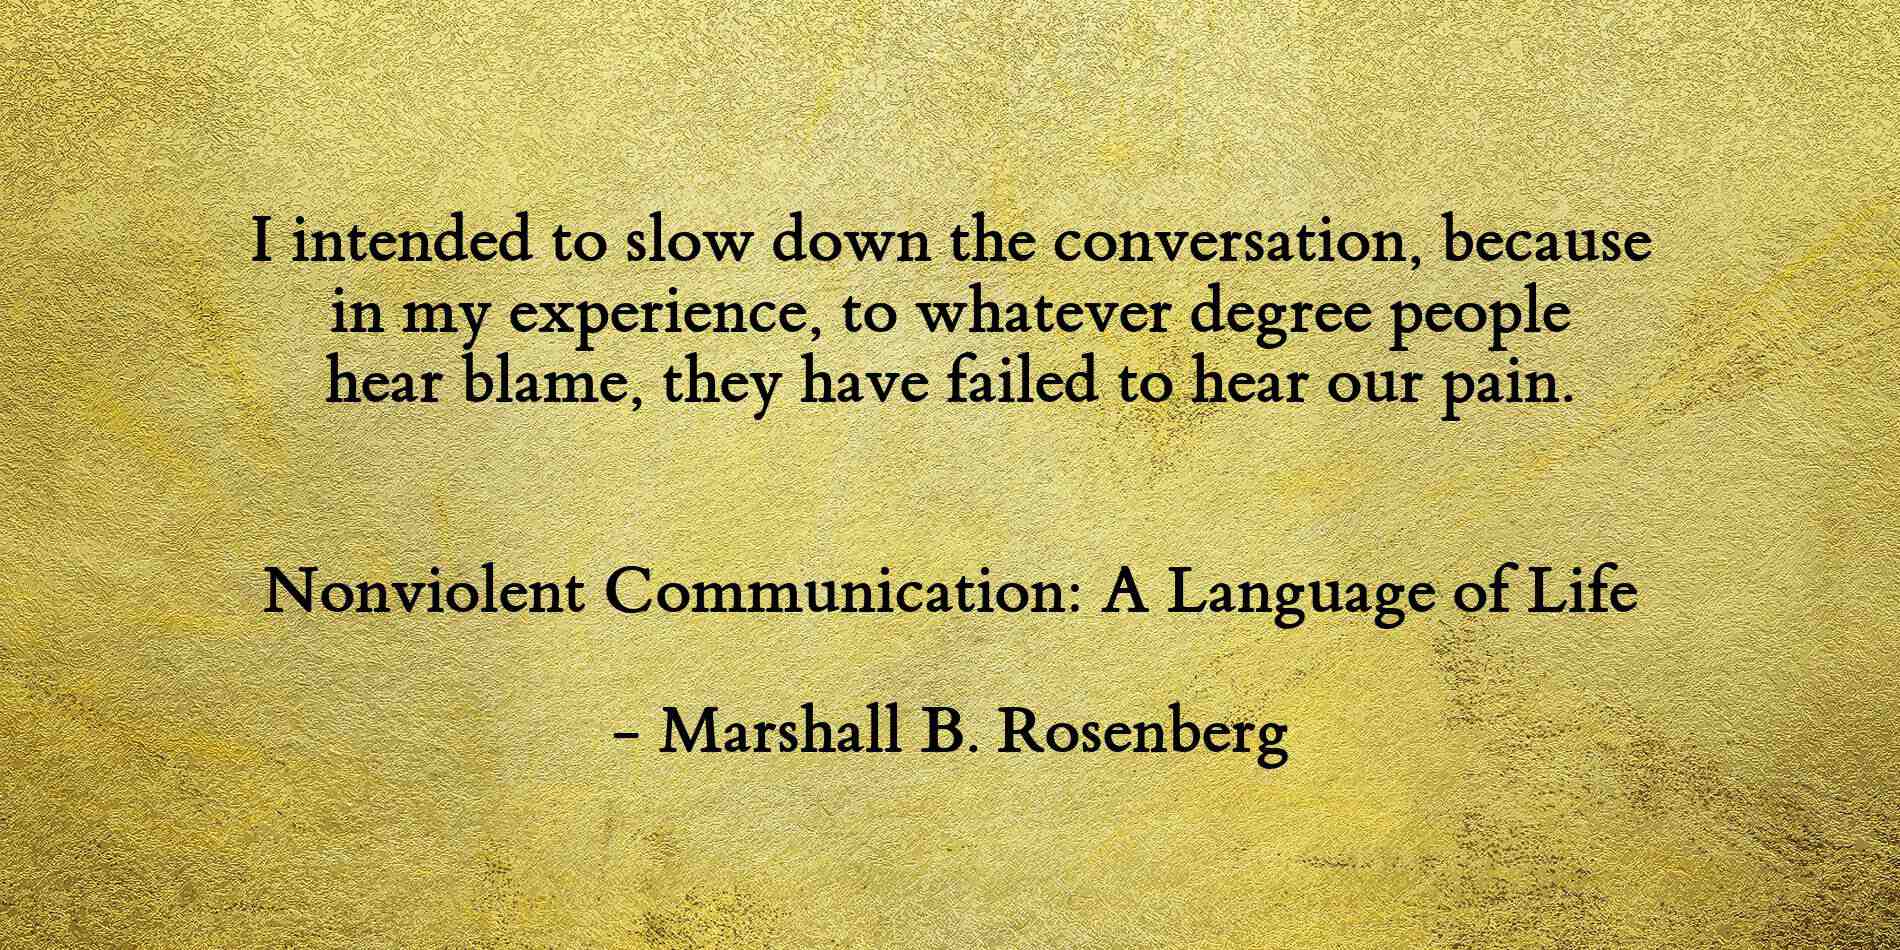 I intended to slow down the conversation, because
in my experience, to whatever degree people
hear blame, they have failed to hear our pain.
Nonviolent Communication: A Language of Life
- Marshall B. Rosenberg